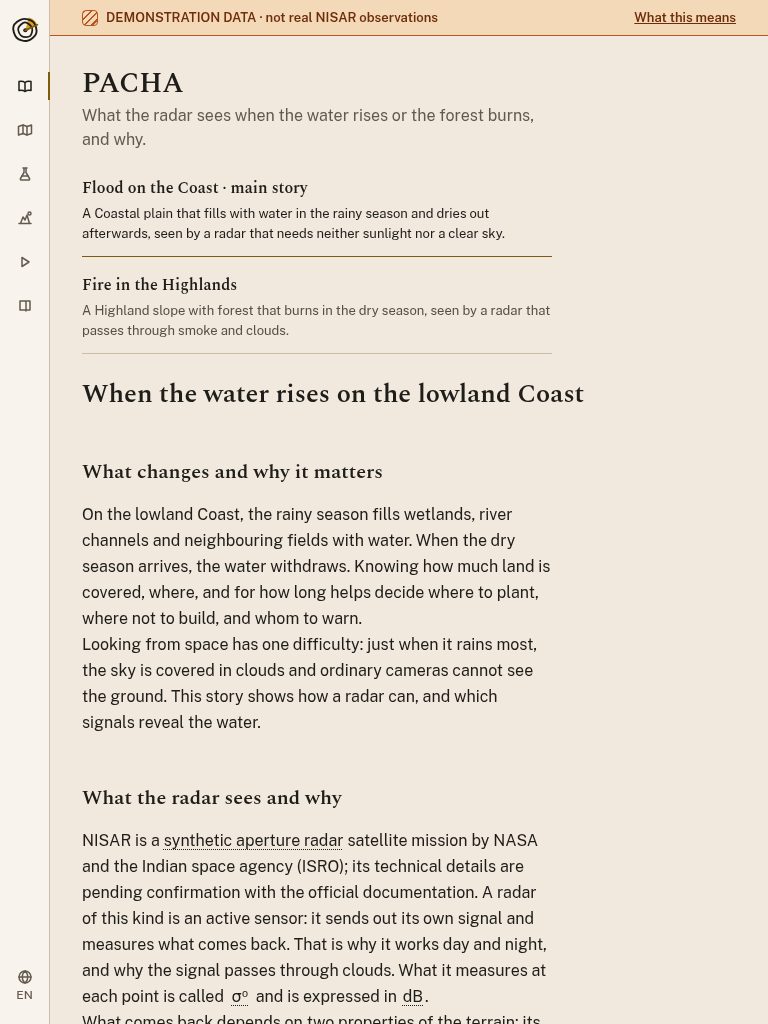 DEMONSTRATION DATA · not real NISAR observations
What this means
PACHA
What the radar sees when the water rises or the forest burns,
and why.
Flood on the Coast · main story
A Coastal plain that fills with water in the rainy season and dries out
afterwards, seen by a radar that needs neither sunlight nor a clear sky.
Fire in the Highlands
A Highland slope with forest that burns in the dry season, seen by a radar that
passes through smoke and clouds.
When the water rises on the lowland Coast
What changes and why it matters
On the lowland Coast, the rainy season fills wetlands, river
channels and neighbouring fields with water. When the dry
season arrives, the water withdraws. Knowing how much land is
covered, where, and for how long helps decide where to plant,
where not to build, and whom to warn.
Looking from space has one difficulty: just when it rains most,
the sky is covered in clouds and ordinary cameras cannot see
the ground. This story shows how a radar can, and which
signals reveal the water.
What the radar sees and why
NISAR is a synthetic aperture radar satellite mission by NASA
and the Indian space agency (ISRO); its technical details are
pending confirmation with the official documentation. A radar
of this kind is an active sensor: it sends out its own signal and
measures what comes back. That is why it works day and night,
and why the signal passes through clouds. What it measures at
each point is called σº and is expressed in dB.
What comes back depends on two properties of the terrain: its
EN